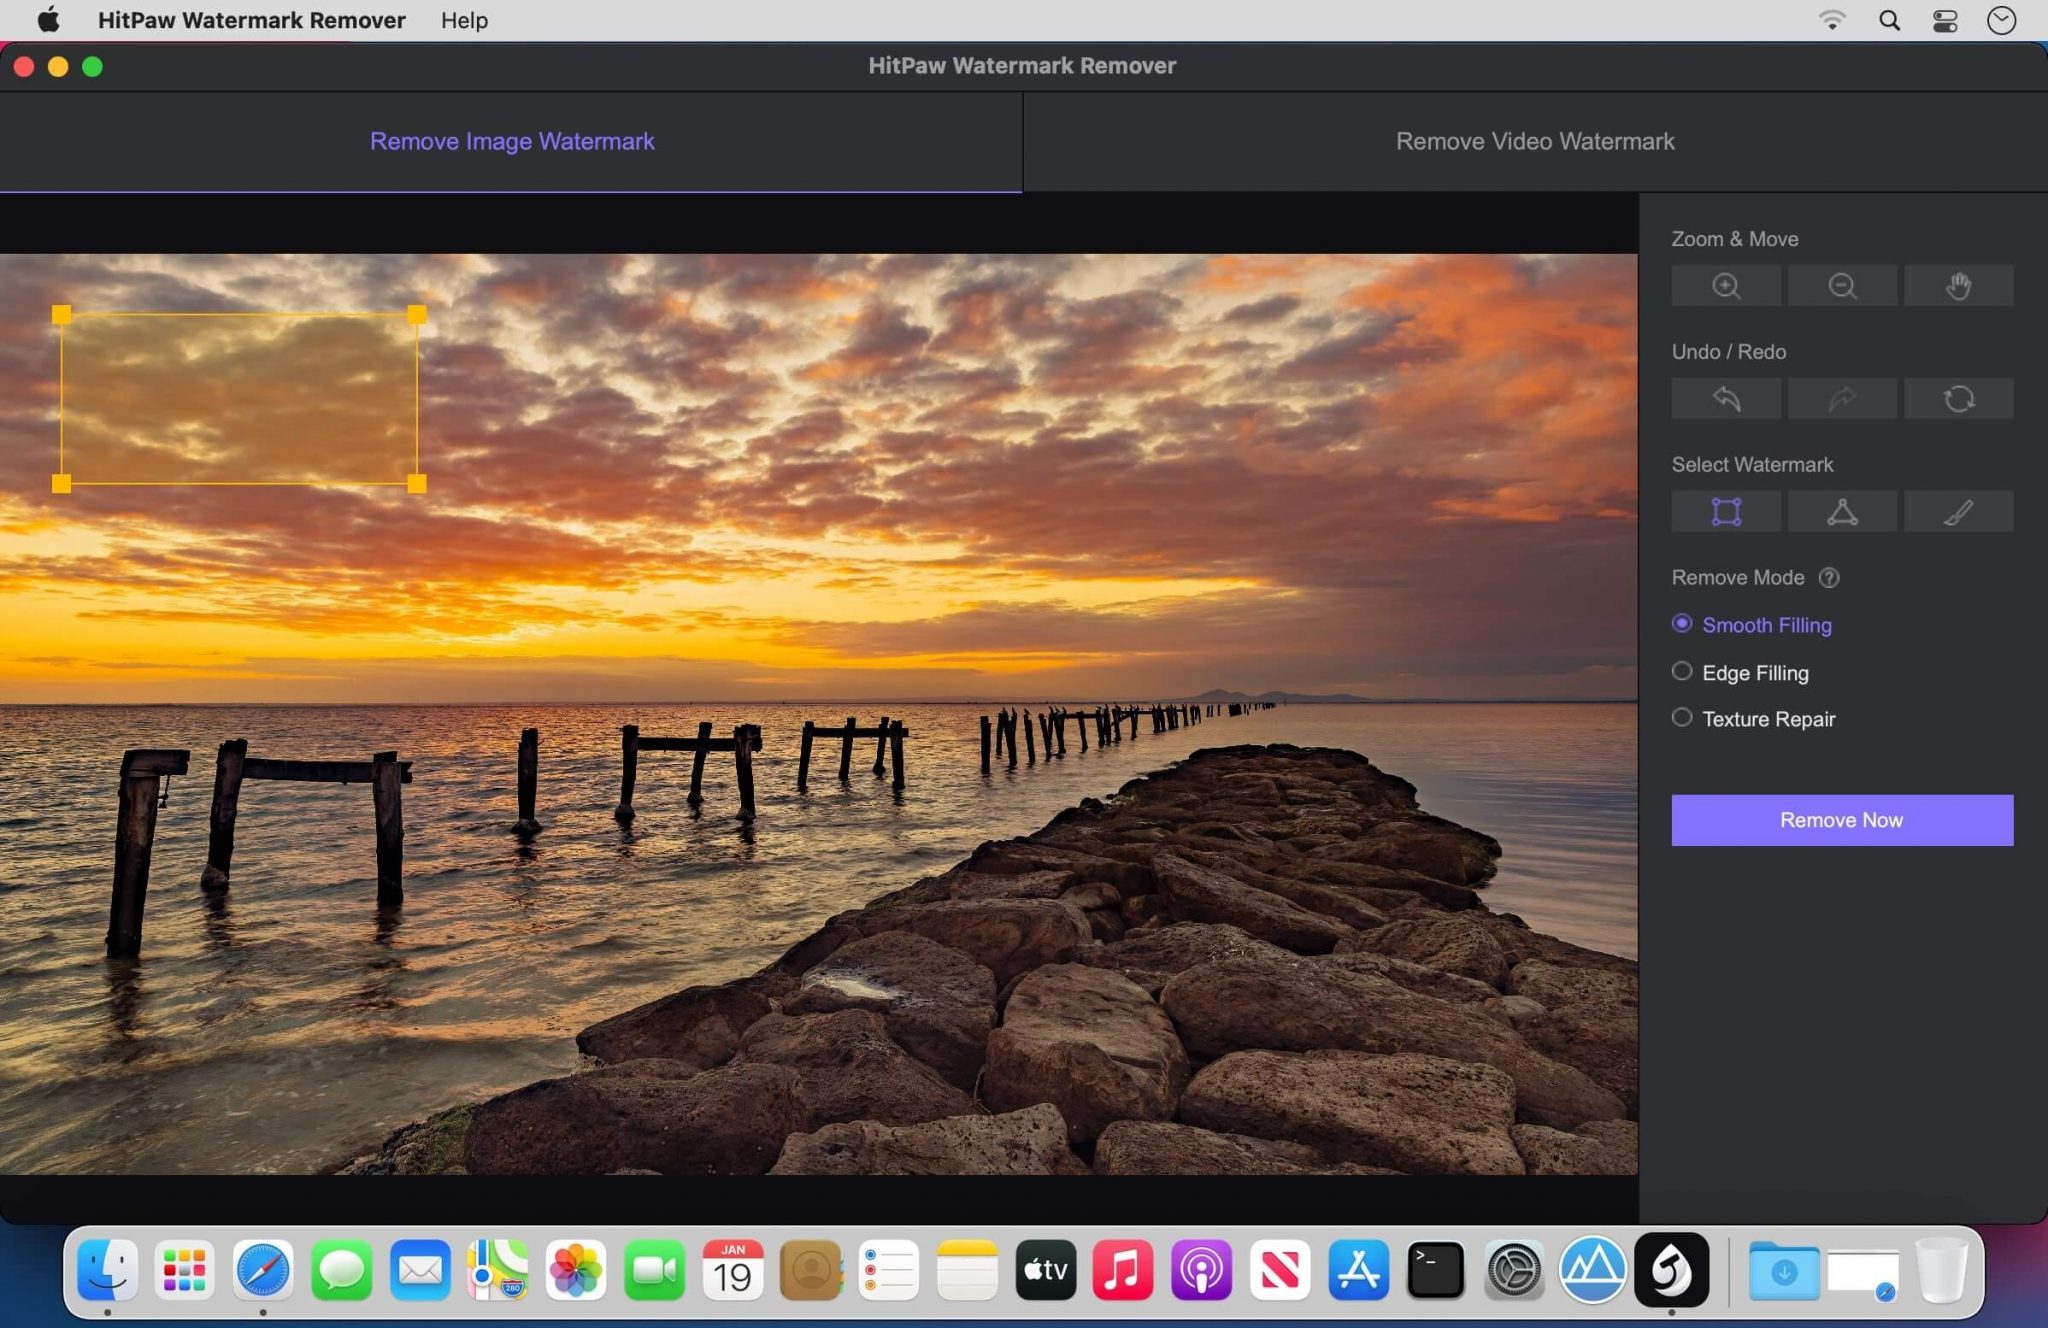 HitPaw Watermark Remover Help
HitPaw Watermark Remover
Remove Image Watermark Remove Video Watermark
Zoom & Move
Undo / Redo
Select Watermark
Remove Mode ?
Smooth Filling
Edge Filling
Texture Repair
Remove Now
280
JAN
19
tv
>_